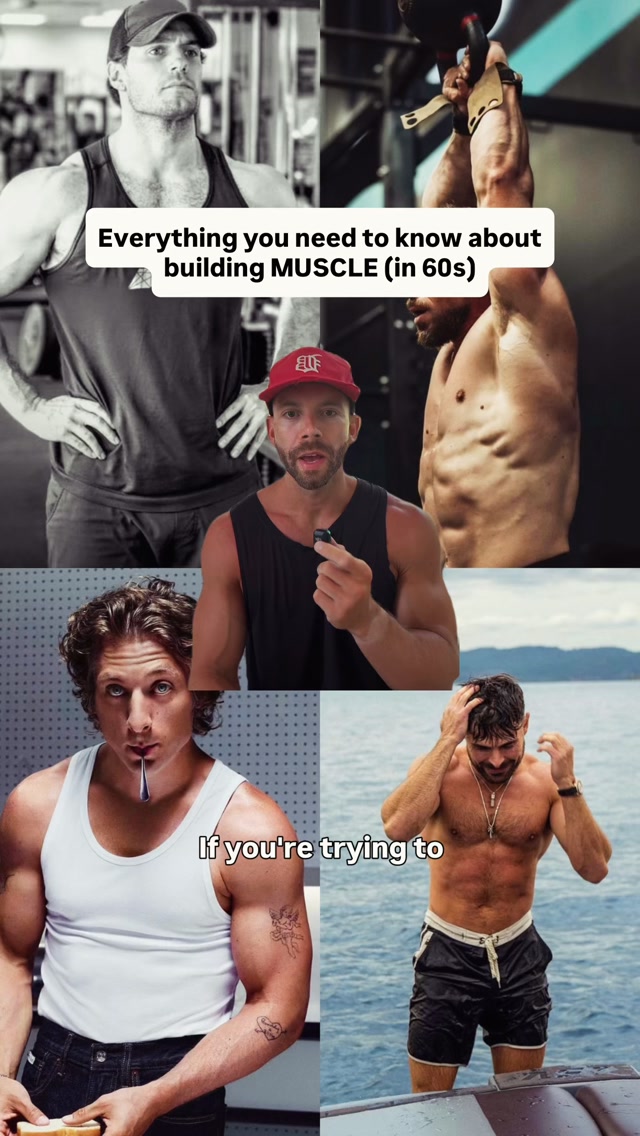 Everything you need to know about
building MUSCLE (in 60s)
If you're trying to